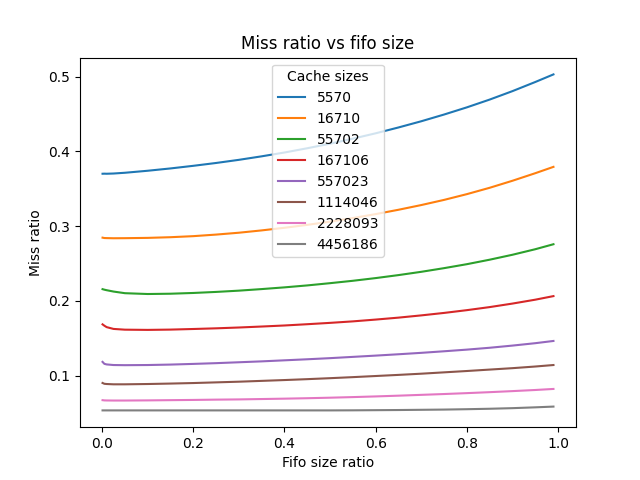 Miss ratio vs fifo size
Cache sizes
5570
16710
55702
167106
557023
1114046
2228093
4456186
0.5
0.4
0.3
0.2
0.1
Miss ratio
0.0 0.2 0.4 0.6 0.8 1.0
Fifo size ratio